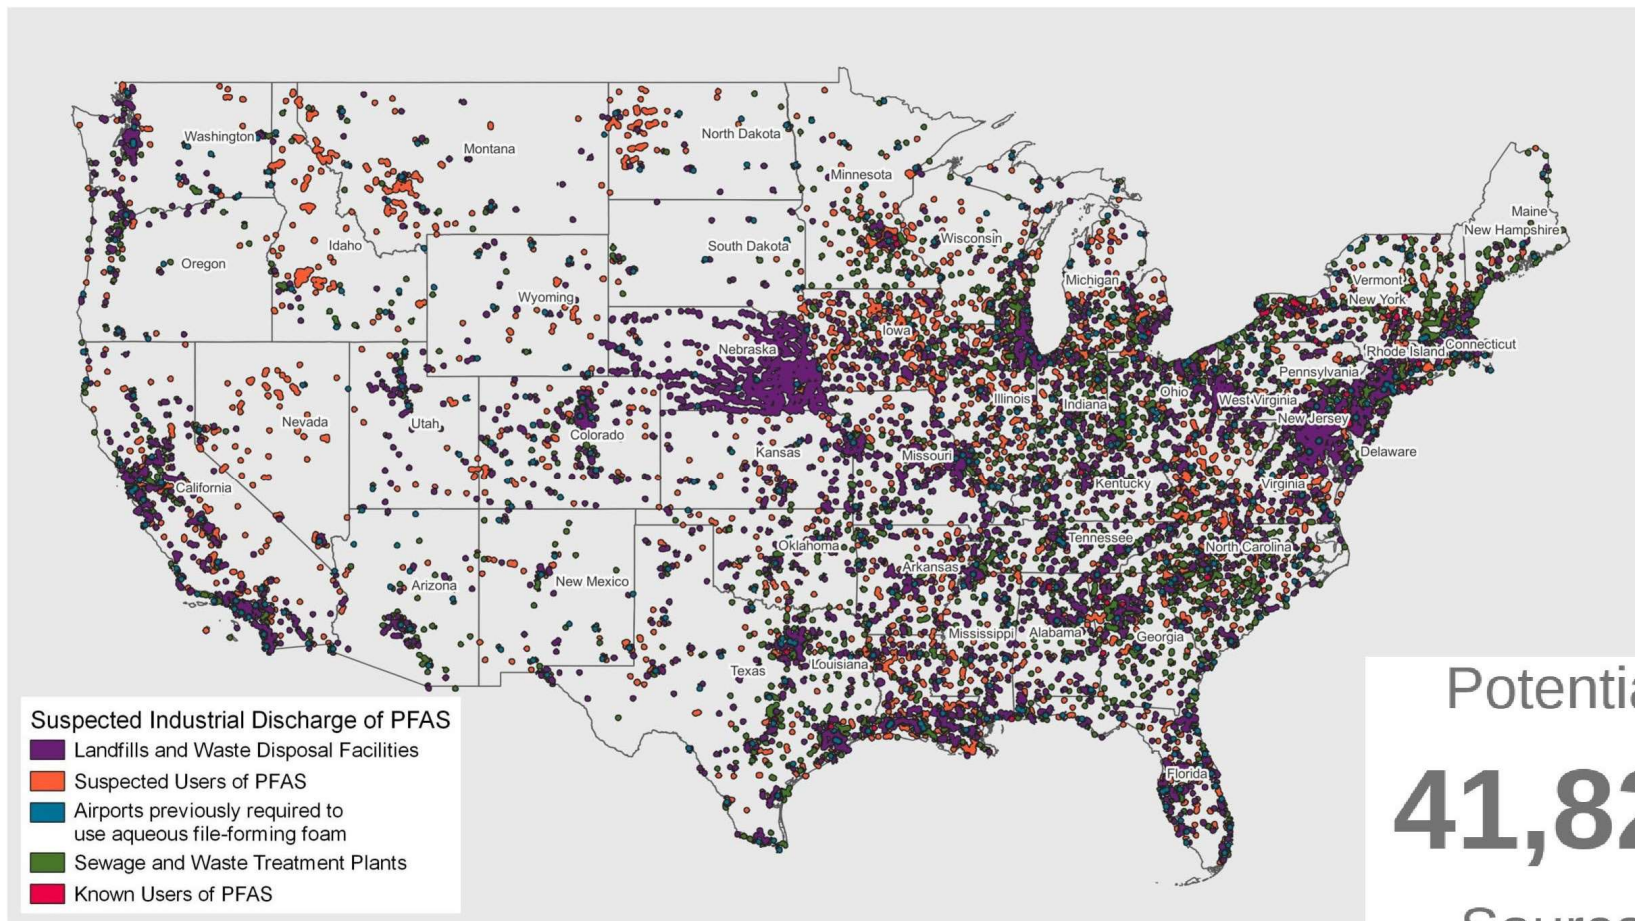 Washington
Montana
North Dakota
Minnesota
Maine
New Hampshire
Oregon
Idaho
South Dakota
Wisconsin
Michigan
Vermont
New York
Wyoming
Iowa
Nebraska
Rhode Island
Connecticut
Pennsylvania
Nevada
Utah
Colorado
Illinois
Indiana
Ohio
West Virginia
New Jersey
Kansas
Missouri
Delaware
California
Kentucky
Virginia
Oklahoma
Tennessee
North Carolina
Arizona
New Mexico
Arkansas
Mississippi
Alabama
Georgia
Texas
Louisiana
Florida
Suspected Industrial Discharge of PFAS
Landfills and Waste Disposal Facilities
Suspected Users of PFAS
Airports previously required to
use aqueous file-forming foam
Sewage and Waste Treatment Plants
Known Users of PFAS
Potentia
41,82